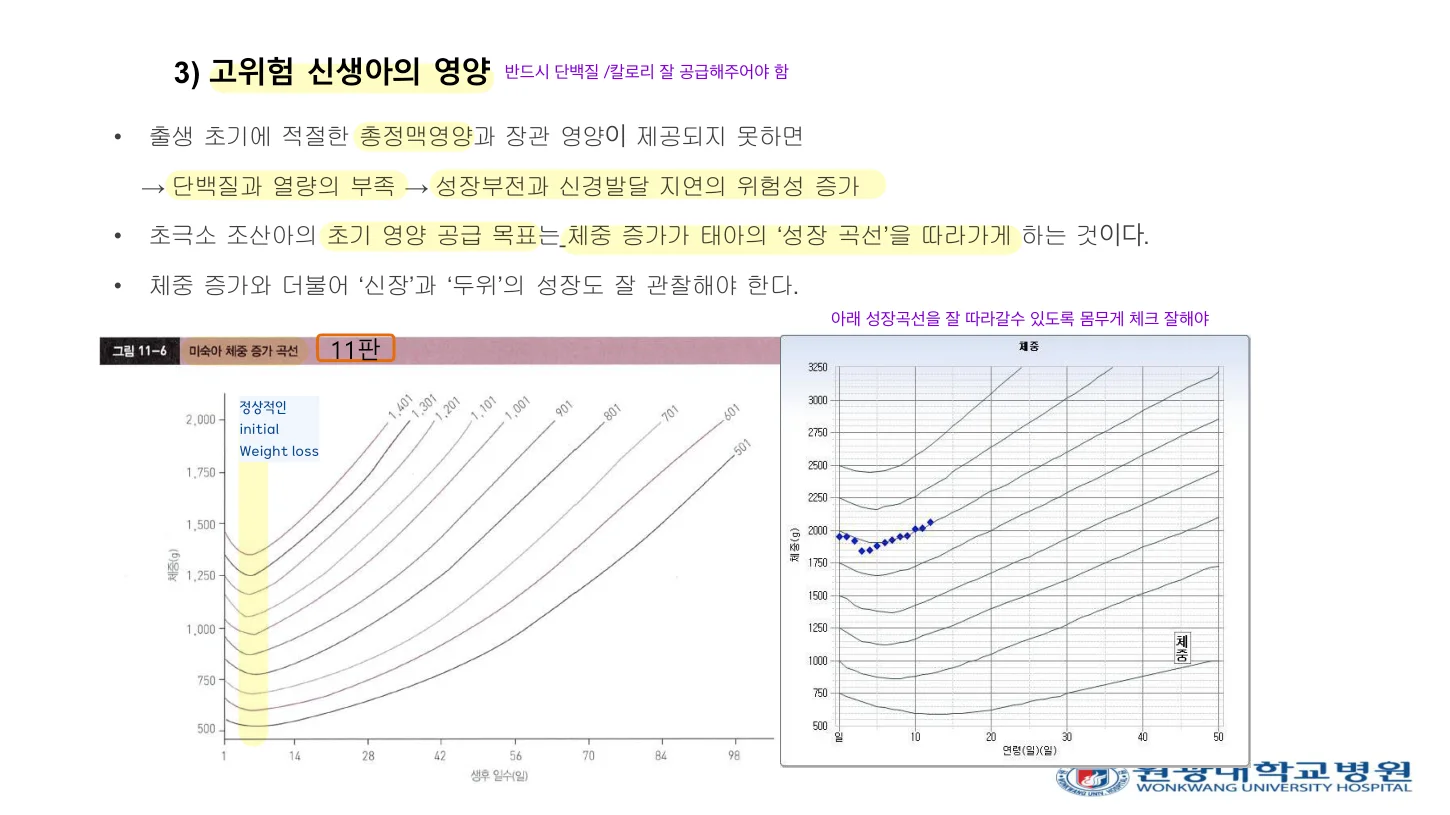 3) 고위험 신생아의 영양 반드시 단백질 /칼로리 잘 공급해주어야 함
• 출생 초기에 적절한 총정맥영양과 장관 영양이 제공되지 못하면
→단백질과 열량의 부족 →성장부전과 신경발달 지연의 위험성 증가
• 초극소 조산아의 초기 영양 공급 목표는 체중 증가가 태아의 ‘성장 곡선’을 따라가게 하는 것이다.
• 체중 증가와 더불어 ‘신장’과 ‘두위’의 성장도 잘 관찰해야 한다.
아래 성장곡선을 잘 따라갈수 있도록 몸무게 체크 잘해야
그림 11-6 미숙아 체중 증가 곡선 11판
정상적인
initial
Weight loss
1,401 1,301 1,201 1,101 1,001 901 801 701 601 501
2,000
1,750
1,500
1,250
1,000
750
500
체중(g)
1 14 28 42 56 70 84 98
생후 일수(일)
체중
3250
3000
2750
2500
2250
2000
1750
1500
1250
1000
750
500
체중(g)
체중
일 10 20 30 40 50
연령(일)(일)
원광대학교병원
WONKWANG UNIVERSITY HOSPITAL